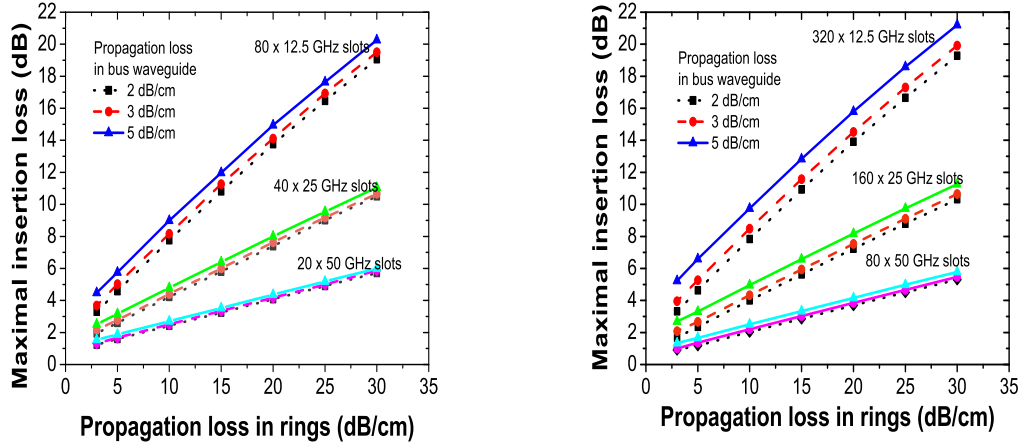 Maximal insertion loss (dB)
22
20
18
16
14
12
10
8
6
4
2
0
Propagation loss
in bus waveguide
2 dB/cm
3 dB/cm
5 dB/cm
80 x 12.5 GHz slots
40 x 25 GHz slots
20 x 50 GHz slots
0 5 10 15 20 25 30 35
Propagation loss in rings (dB/cm)
Maximal insertion loss (dB)
22
20
18
16
14
12
10
8
6
4
2
0
Propagation loss
in bus waveguide
2 dB/cm
3 dB/cm
5 dB/cm
320 x 12.5 GHz slots
160 x 25 GHz slots
80 x 50 GHz slots
0 5 10 15 20 25 30 35
Propagation loss in rings (dB/cm)